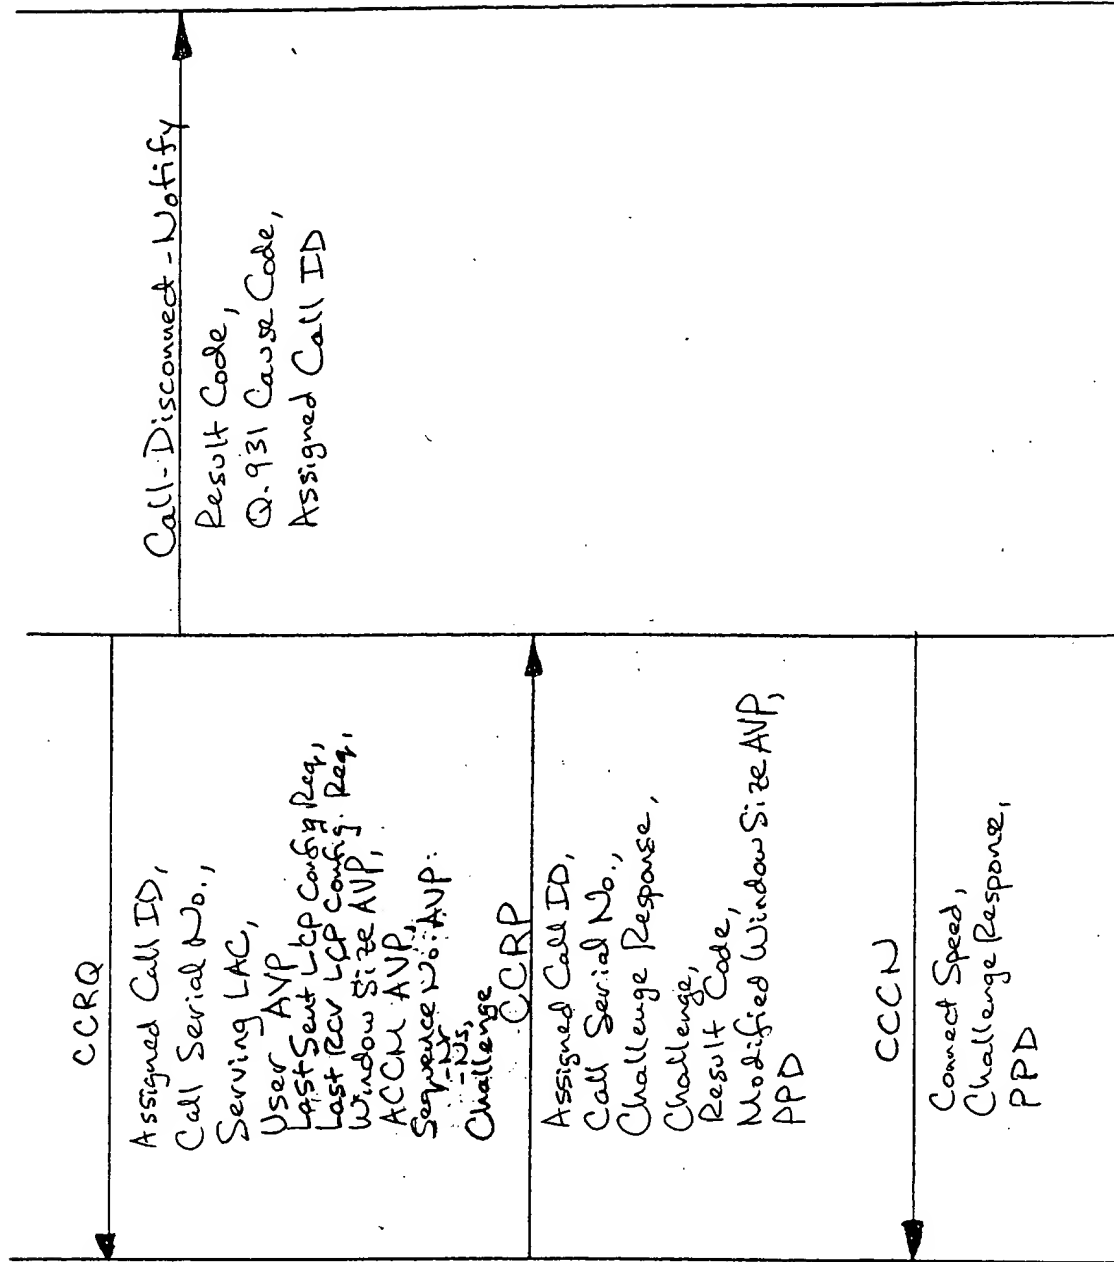 CCRQ
Assigned Call ID,
Call Serial No.,
Serving LAC,
User AVP
Last Sent LCP Config Req,
Last Rcv LCP Config. Req,
Window Size AVP,
ACCM AVP,
Sequence No. AVP:
-Nr
-Ns,
Challenge
Call-Disconnect-Notify
Result Code,
Q.931 Cause Code,
Assigned Call ID
CCRP
Assigned Call ID,
Call Serial No.,
Challenge Response,
Challenge,
Result Code,
Modified Window Size AVP,
PPD
CCCN
Connect Speed,
Challenge Response,
PPD